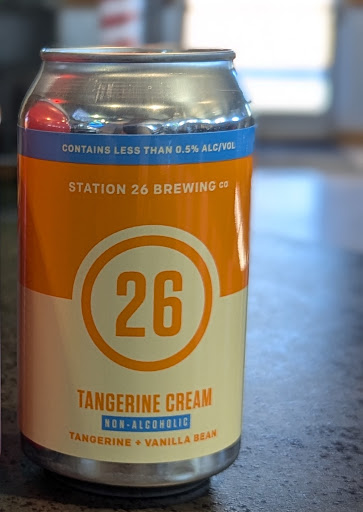 CONTAINS LESS THAN 0.5% ALC/VOL
STATION 26 BREWING CO
26
TANGERINE CREAM
NON-ALCOHOLIC
TANGERINE + VANILLA BEAN